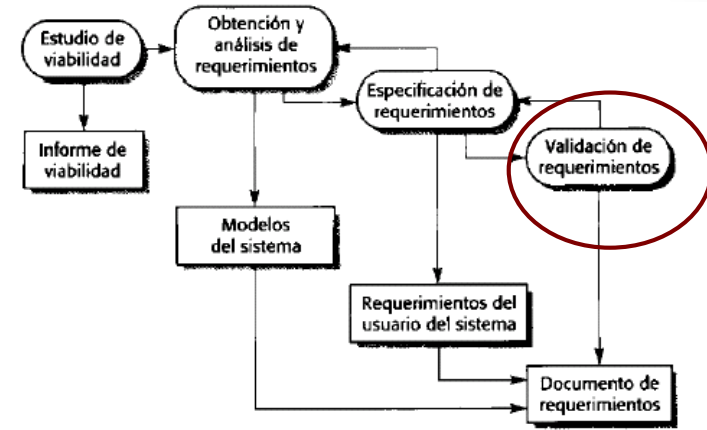 Estudio de
viabilidad
Obtención y
análisis de
requerimientos
Especificación de
requerimientos
Validación de
requerimientos
Informe de
viabilidad
Modelos
del sistema
Requerimientos del
usuario del sistema
Documento de
requerimientos